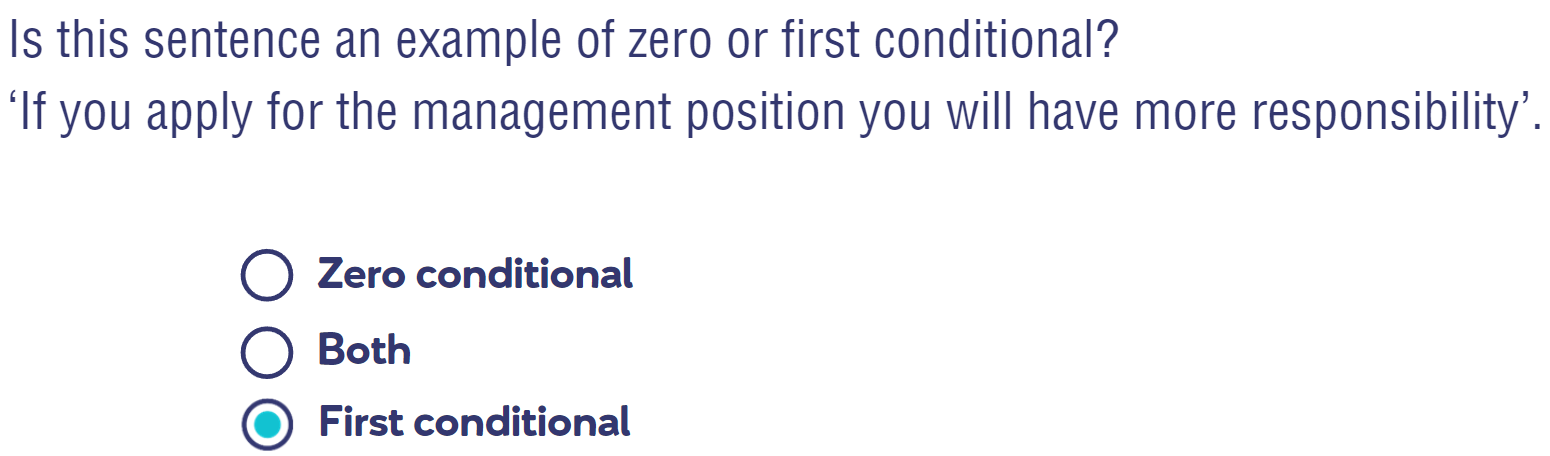 Is this sentence an example of zero or first conditional?
‘If you apply for the management position you will have more responsibility’.
Zero conditional
Both
First conditional